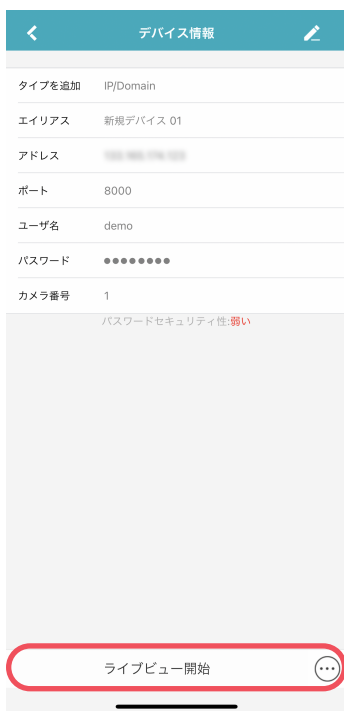 デバイス情報
タイプを追加 IP/Domain
エイリアス 新規デバイス 01
アドレス
ポート 8000
ユーザ名 demo
パスワード ●●●●●●●●
カメラ番号 1
パスワードセキュリティ性:弱い
ライブビュー開始